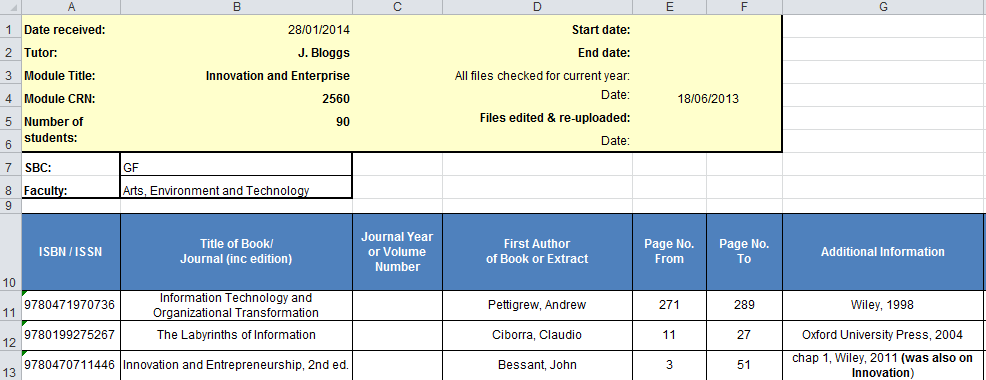 A B C D E F G
1 Date received: 28/01/2014 Start date:
2 Tutor: J. Bloggs End date:
3 Module Title: Innovation and Enterprise All files checked for current year:
4 Module CRN: 2560 Date: 18/06/2013
5 Number of 90 Files edited & re-uploaded:
6 students: Date:
7 SBC: GF
8 Faculty: Arts, Environment and Technology
9
10 ISBN / ISSN Title of Book/ Journal Year First Author Page No. Page No. Additional Information
Journal (inc edition) or Volume of Book or Extract From To
Number
11 9780471970736 Information Technology and Pettigrew, Andrew 271 289 Wiley, 1998
Organizational Transformation
12 9780199275267 The Labyrinths of Information Ciborra, Claudio 11 27 Oxford University Press, 2004
13 9780470711446 Innovation and Entrepreneurship, 2nd ed. Bessant, John 3 51 chap 1, Wiley, 2011 (was also on
Innovation)